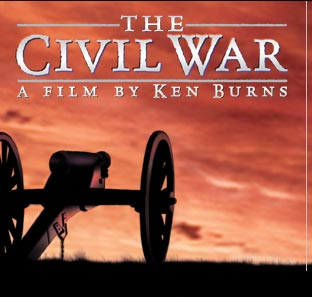 THE
CIVIL WAR
A FILM BY KEN BURNS